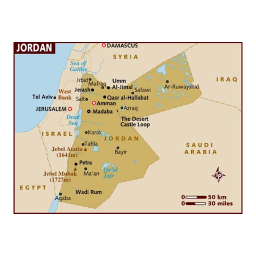 JORDAN
DAMASCUS
SYRIA
Sea of
Galilee
IRAQ
Irbid
Mafraq
Umm
Al-Jimal
Ar-Ruwayshid
West
Bank
Jerash
Safawi
Tel Aviv
Salt
Qasr al-Hallabat
Amman
Azraq
JERUSALEM
Madaba
Dead
Sea
The Desert
Castle Loop
ISRAEL
Karak
JORDAN
Tafila
SAUDI
ARABIA
Jebel Ataita
(1641m)
Bayir
Petra
Jebel Mubrak
(1727m)
Ma'an
Jafr
EGYPT
Wadi Rum
Aqaba
0
50 km
0
30 miles